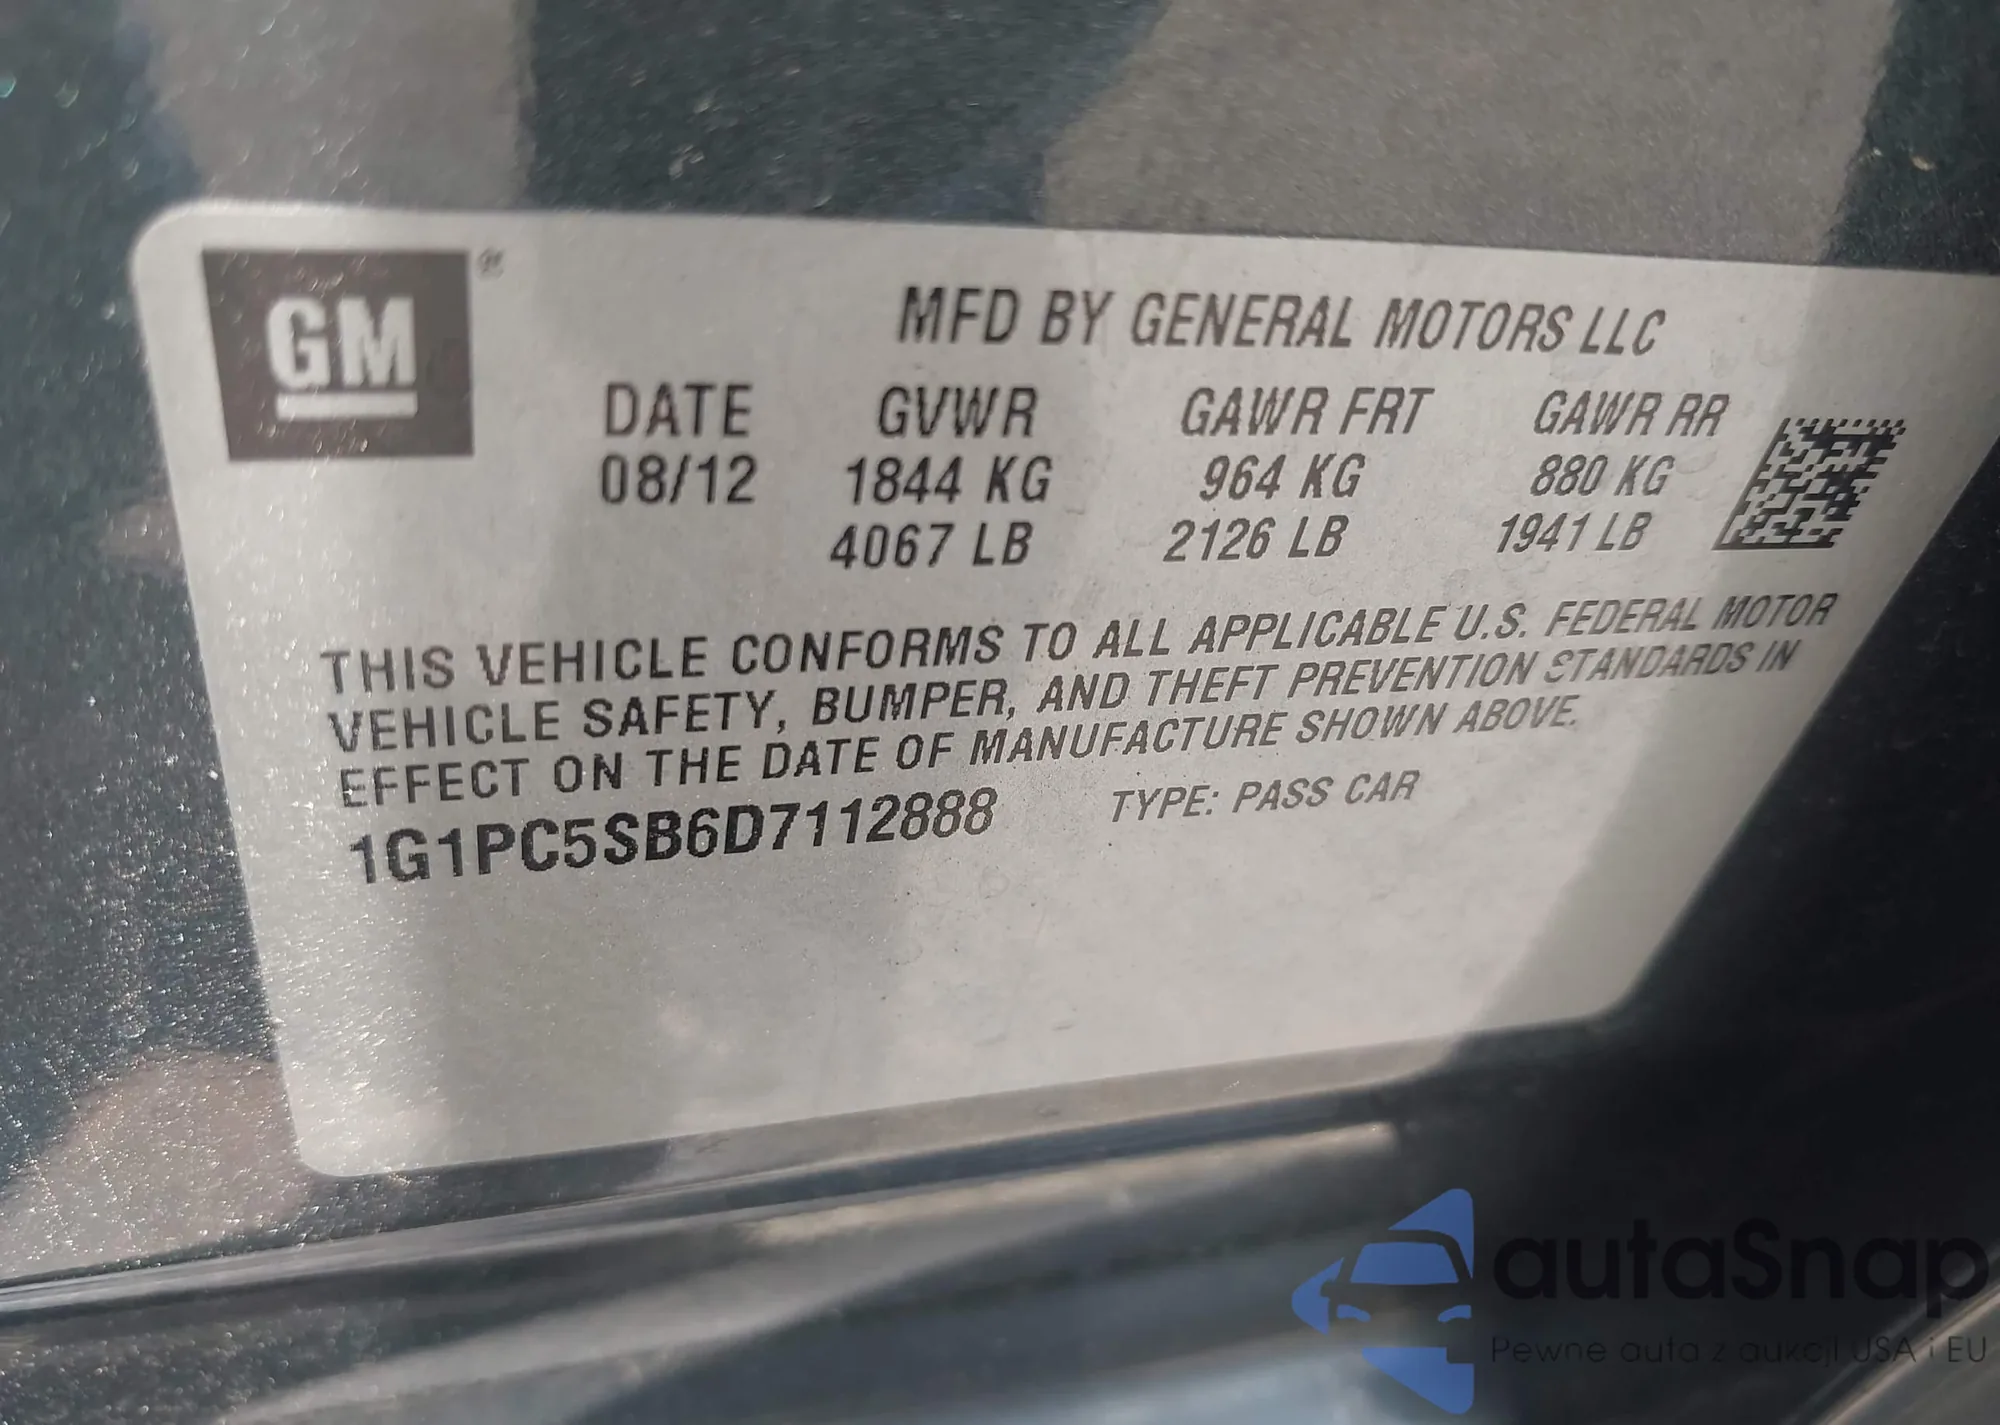 GM ®
MFD BY GENERAL MOTORS LLC
DATE GVWR GAWR FRT GAWR RR
08/12 1844 KG 964 KG 880 KG
4067 LB 2126 LB 1941 LB
THIS VEHICLE CONFORMS TO ALL APPLICABLE U.S. FEDERAL MOTOR
VEHICLE SAFETY, BUMPER, AND THEFT PREVENTION STANDARDS IN
EFFECT ON THE DATE OF MANUFACTURE SHOWN ABOVE.
1G1PC5SB6D7112888 TYPE: PASS CAR
autaSnap
Pewne auta z aukcji USA i EU